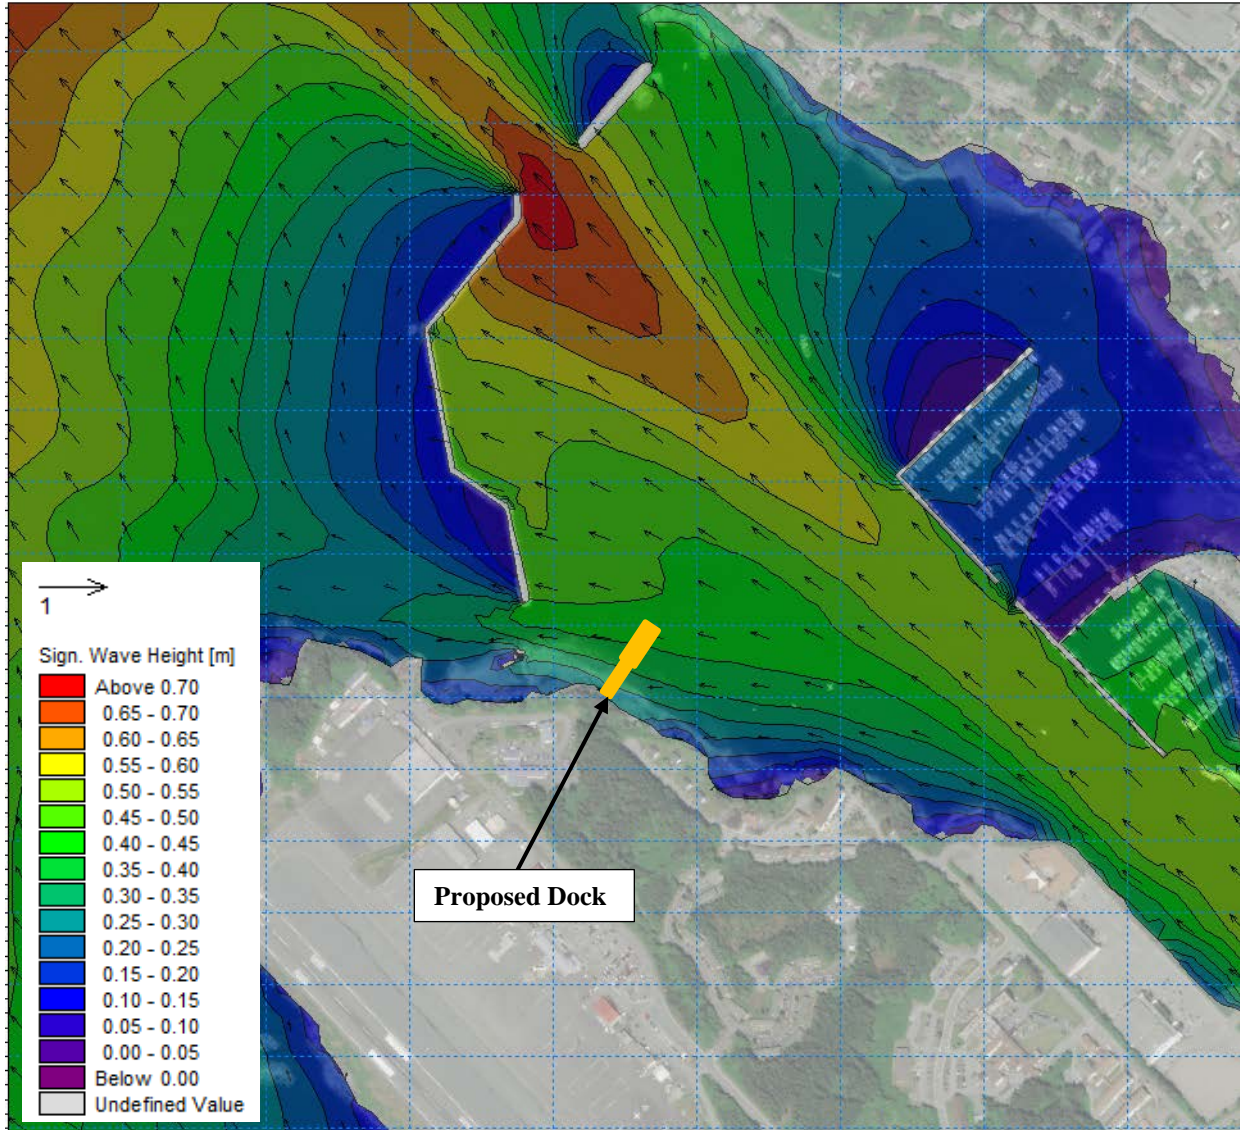 1
Sign. Wave Height [m]
Above 0.70
0.65 - 0.70
0.60 - 0.65
0.55 - 0.60
0.50 - 0.55
0.45 - 0.50
0.40 - 0.45
0.35 - 0.40
0.30 - 0.35
0.25 - 0.30
0.20 - 0.25
0.15 - 0.20
0.10 - 0.15
0.05 - 0.10
0.00 - 0.05
Below 0.00
Undefined Value
Proposed Dock